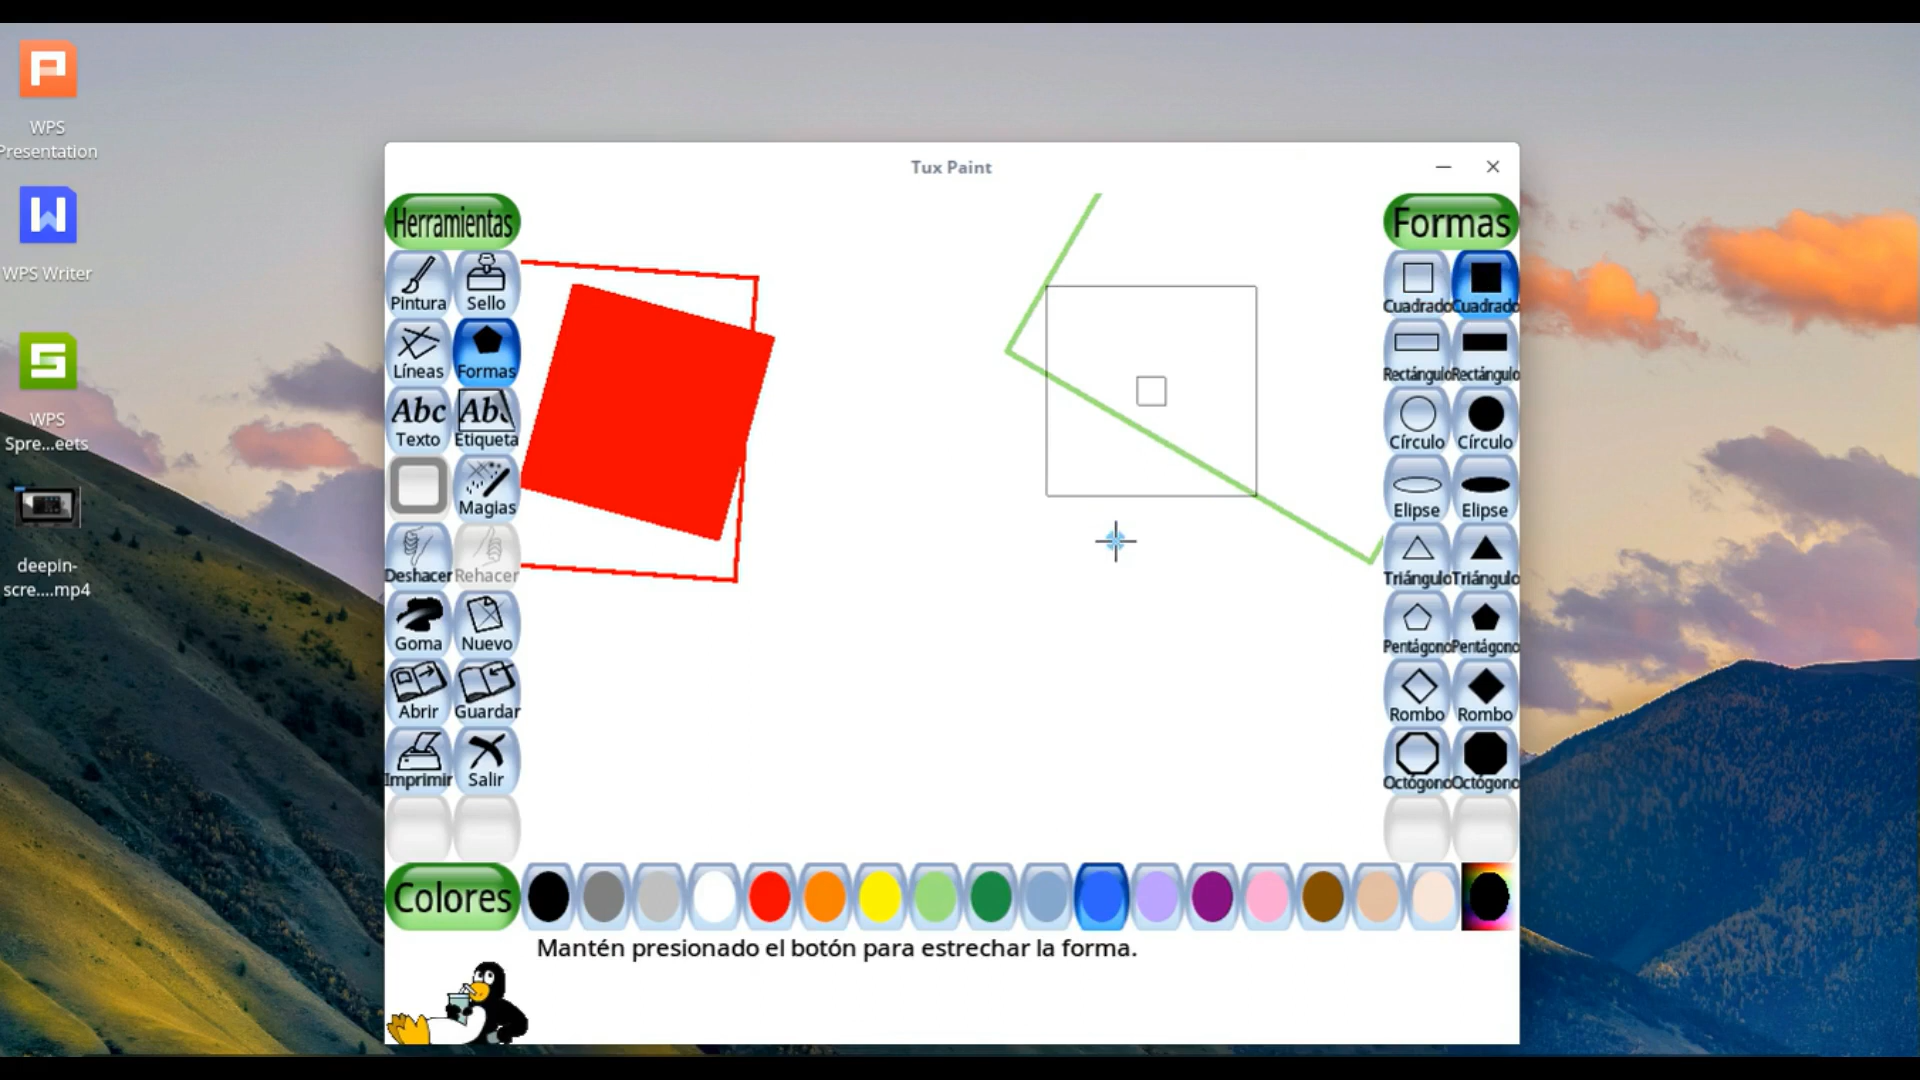 WPS
Presentation
WPS Writer
WPS
Spre...eets
deepin-
scre....mp4
Tux Paint
Herramientas
Pintura
Sello
Líneas
Formas
Abc
Texto
Abc
Etiqueta
Magias
Deshacer
Rehacer
Goma
Nuevo
Abrir
Guardar
Imprimir
Salir
Formas
Cuadrado
Cuadrado
Rectángulo
Rectángulo
Círculo
Círculo
Elipse
Elipse
Triángulo
Triángulo
Pentágono
Pentágono
Rombo
Rombo
Octógono
Octógono
Colores
Mantén presionado el botón para estrechar la forma.